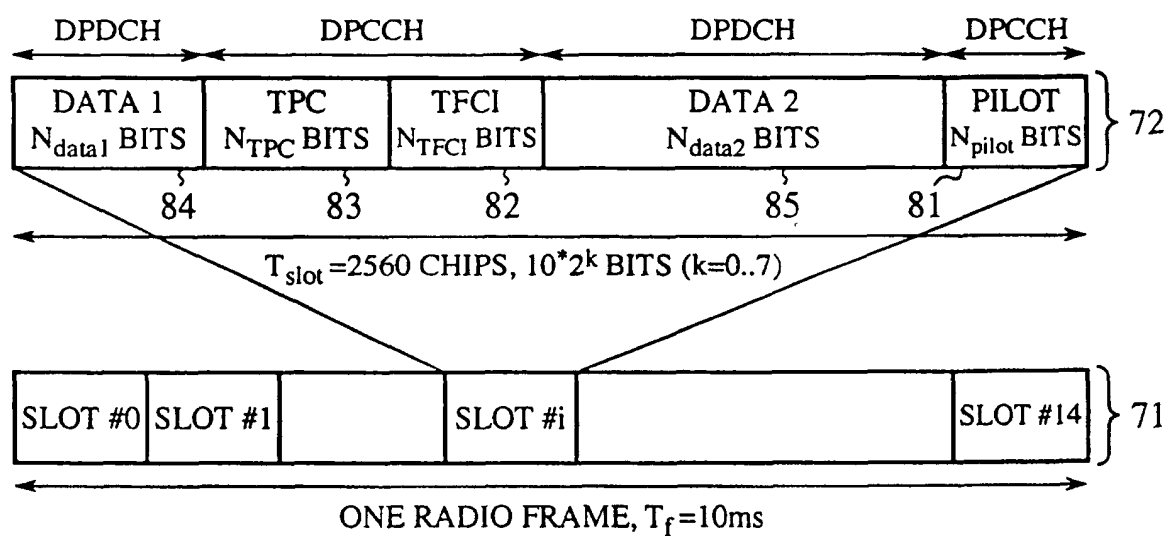 DPDCH DPCCH DPDCH DPCCH
DATA 1 TPC TFCI DATA 2 PILOT
N_data1 BITS N_TPC BITS N_TFCI BITS N_data2 BITS N_pilot BITS
72
84 83 82 85 81
T_slot =2560 CHIPS, 10*2^k BITS (k=0..7)
SLOT #0 SLOT #1 SLOT #i SLOT #14
71
ONE RADIO FRAME, T_f =10ms